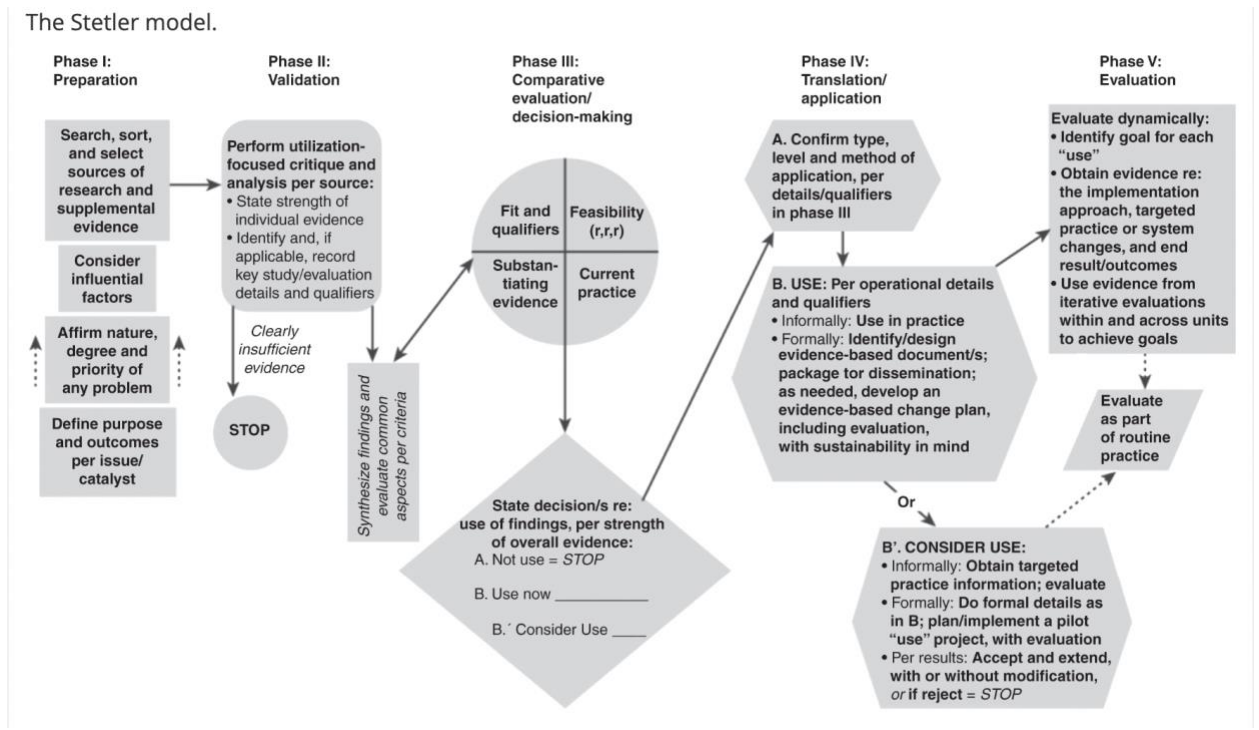 The Stetler model.
Phase I:
Preparation
Search, sort,
and select
sources of
research and
supplemental
evidence
Consider
influential
factors
Affirm nature,
degree and
priority of
any problem
Define purpose
and outcomes
per issue/
catalyst
Phase II:
Validation
Perform utilization-
focused critique and
analysis per source:
• State strength of
individual evidence
• Identify and, if
applicable, record
key study/evaluation
details and qualifiers
Clearly
insufficient
evidence
STOP
Synthesize findings and
evaluate common
aspects per criteria
Phase III:
Comparative
evaluation/
decision-making
Fit and
qualifiers
Feasibility
(r,r,r)
Substan-
tiating
evidence
Current
practice
State decision/s re:
use of findings, per strength
of overall evidence:
A. Not use = STOP
B. Use now ____________
B.´ Consider Use ____
Phase IV:
Translation/
application
A. Confirm type,
level and method of
application, per
details/qualifiers
in phase III
B. USE: Per operational details
and qualifiers
• Informally: Use in practice
• Formally: Identify/design
evidence-based document/s;
package tor dissemination;
as needed, develop an
evidence-based change plan,
including evaluation,
with sustainability in mind
Or
B’. CONSIDER USE:
• Informally: Obtain targeted
practice information; evaluate
• Formally: Do formal details as
in B; plan/implement a pilot
“use” project, with evaluation
• Per results: Accept and extend,
with or without modification,
or if reject = STOP
Phase V:
Evaluation
Evaluate dynamically:
• Identify goal for each
“use”
• Obtain evidence re:
the implementation
approach, targeted
practice or system
changes, and end
result/outcomes
• Use evidence from
iterative evaluations
within and across units
to achieve goals
Evaluate
as part
of routine
practice